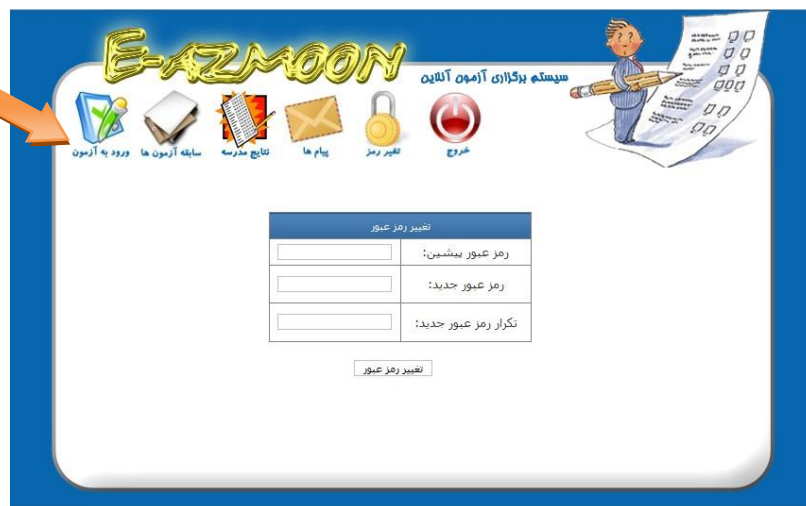 E-AZMOON
سیستم برگزاری آزمون آنلاین
ورود به آزمون
سابقه آزمون ها
نتایج مدرسه
پیام ها
تغیر رمز
خروج
تغییر رمز عبور
رمز عبور پیشین:
رمز عبور جدید:
تکرار رمز عبور جدید:
تغییر رمز عبور